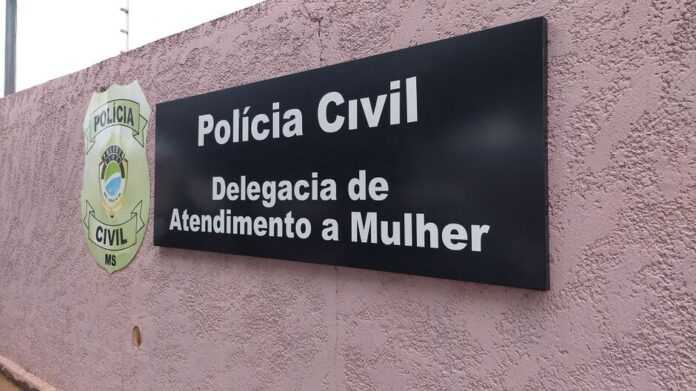 POLÍCIA
CIVIL
MS
Polícia Civil
Delegacia de
Atendimento a Mulher